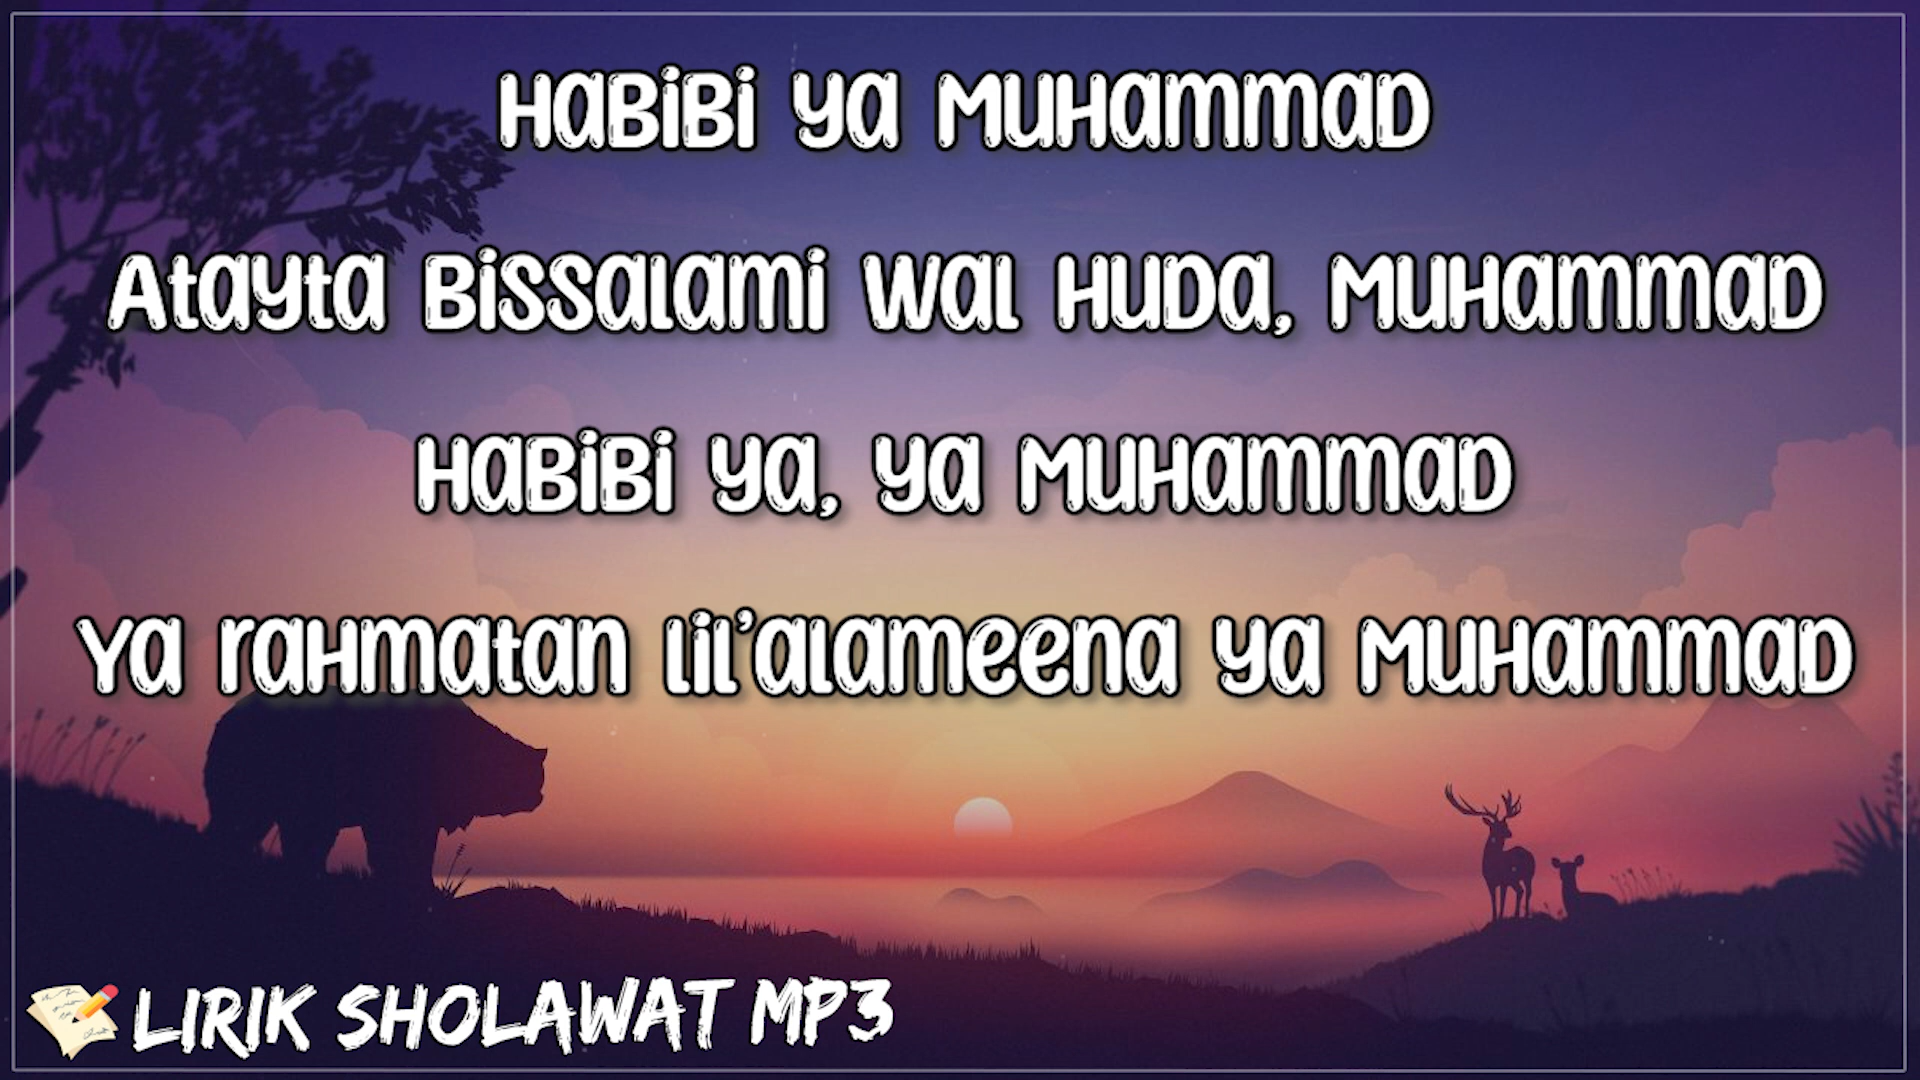 Habibi ya Muhammad
Atayta bissalami wal huda, Muhammad
Habibi ya, ya Muhammad
Ya rahmatan lil'alameena ya Muhammad
LIRIK SHOLAWAT MP3